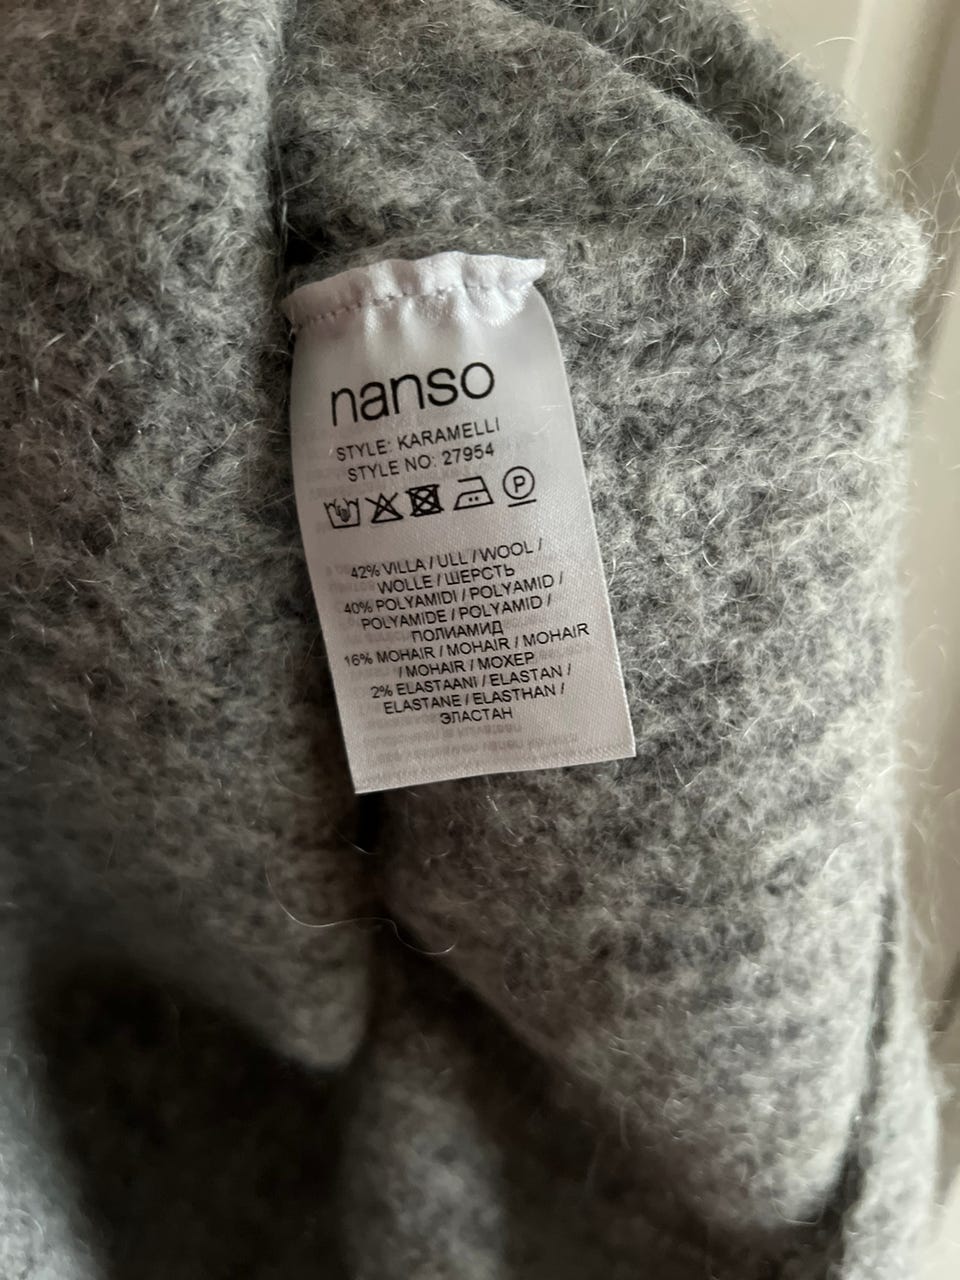 nanso
STYLE: KARAMELLI
STYLE NO: 27954
P
42% VILLA / ULL / WOOL /
WOLLE / ШЕРСТЬ
40% POLYAMIDI / POLYAMID /
POLYAMIDE / POLYAMID /
ПОЛИАМИД
16% MOHAIR / MOHAIR / MOHAIR
/ MOHAIR / МОХЕР
2% ELASTAANI / ELASTAN /
ELASTANE / ELASTHAN /
ЭЛАСТАН